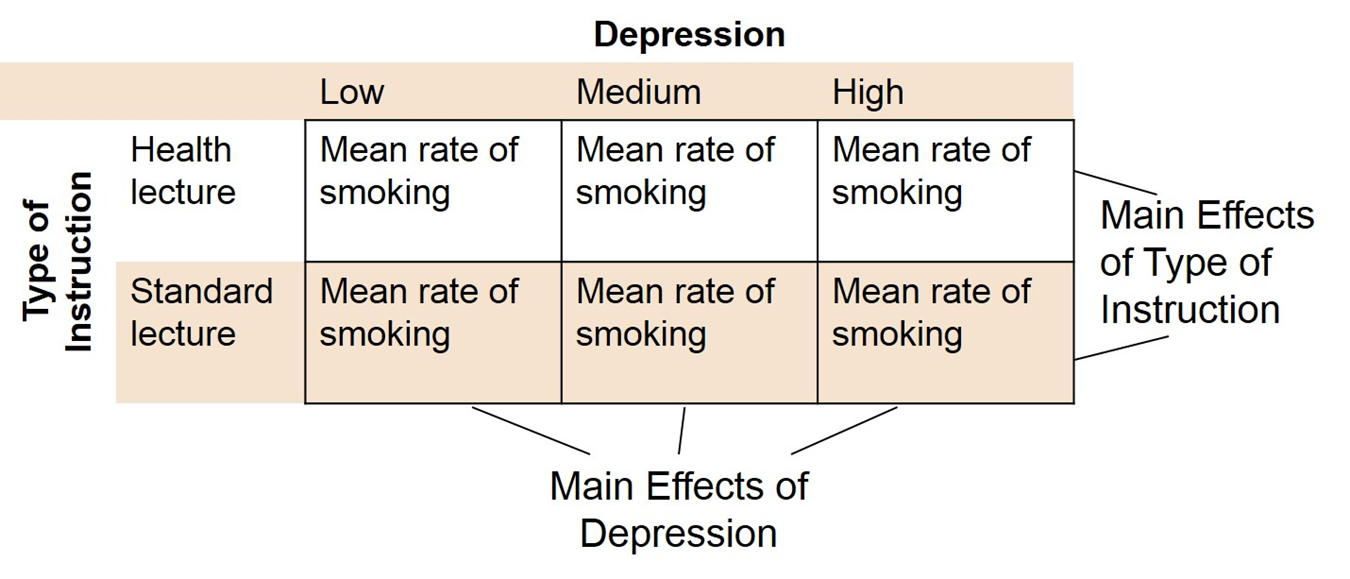 Depression
Low Medium High
Type of
Instruction
Health
lecture
Mean rate of
smoking
Mean rate of
smoking
Mean rate of
smoking
Standard
lecture
Mean rate of
smoking
Mean rate of
smoking
Mean rate of
smoking
Main Effects
of Type of
Instruction
Main Effects of
Depression